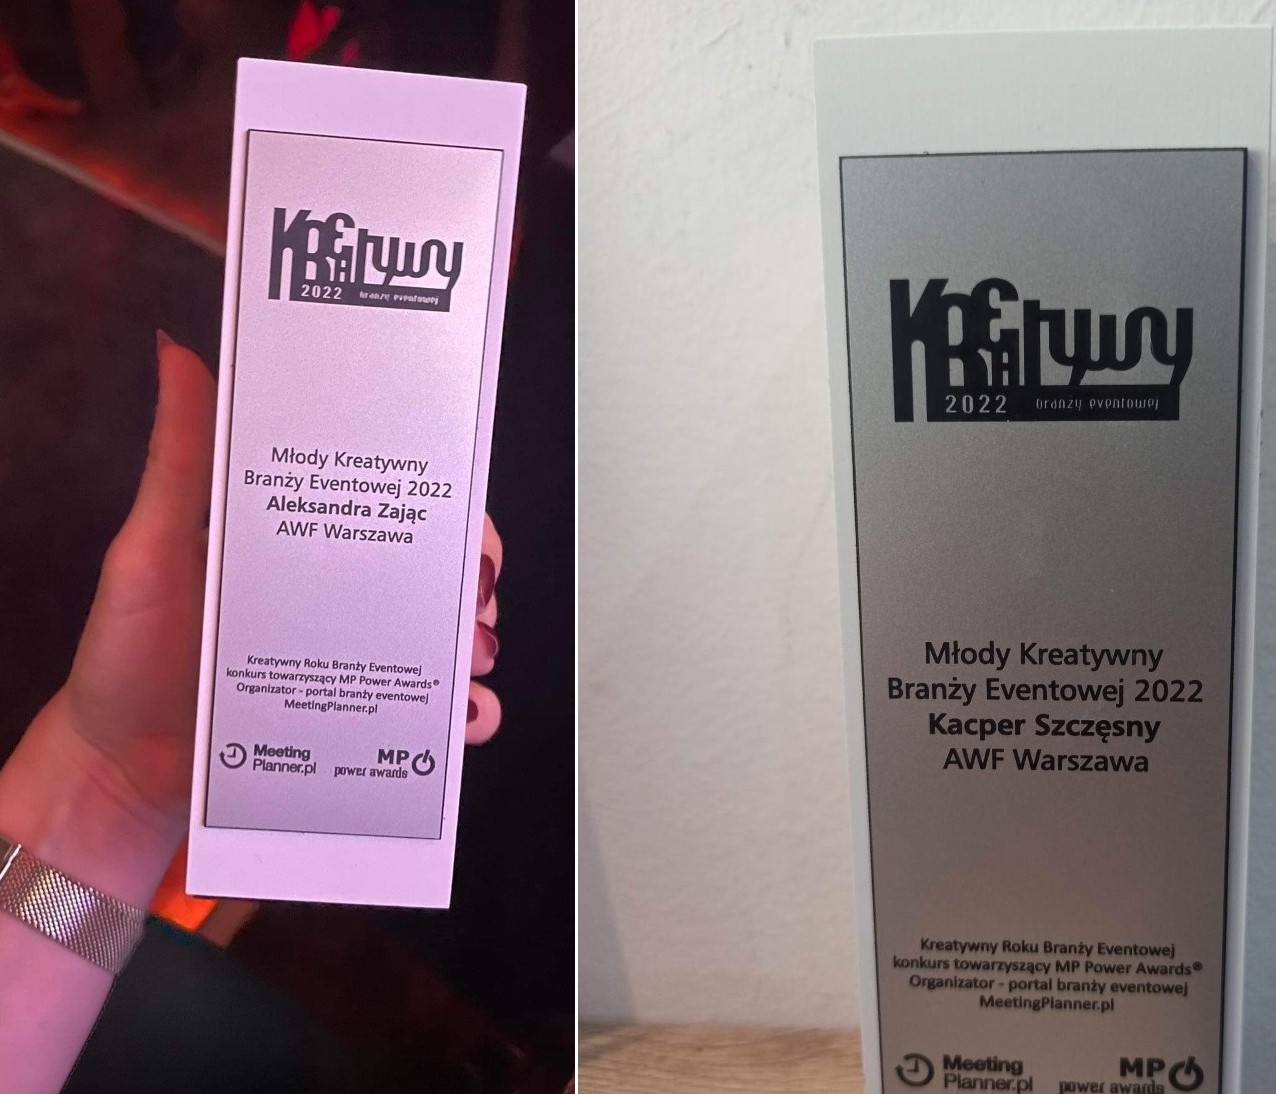 KREATywny
2022 branży eventowej
Młody Kreatywny
Branży Eventowej 2022
Aleksandra Zając
AWF Warszawa
Kreatywny Roku Branży Eventowej
konkurs towarzyszący MP Power Awards®
Organizator - portal branży eventowej
MeetingPlanner.pl
Meeting
Planner.pl
MP
power awards
KREATywny
2022 branży eventowej
Młody Kreatywny
Branży Eventowej 2022
Kacper Szczęsny
AWF Warszawa
Kreatywny Roku Branży Eventowej
konkurs towarzyszący MP Power Awards®
Organizator - portal branży eventowej
MeetingPlanner.pl
Meeting
Planner.pl
MP
power awards